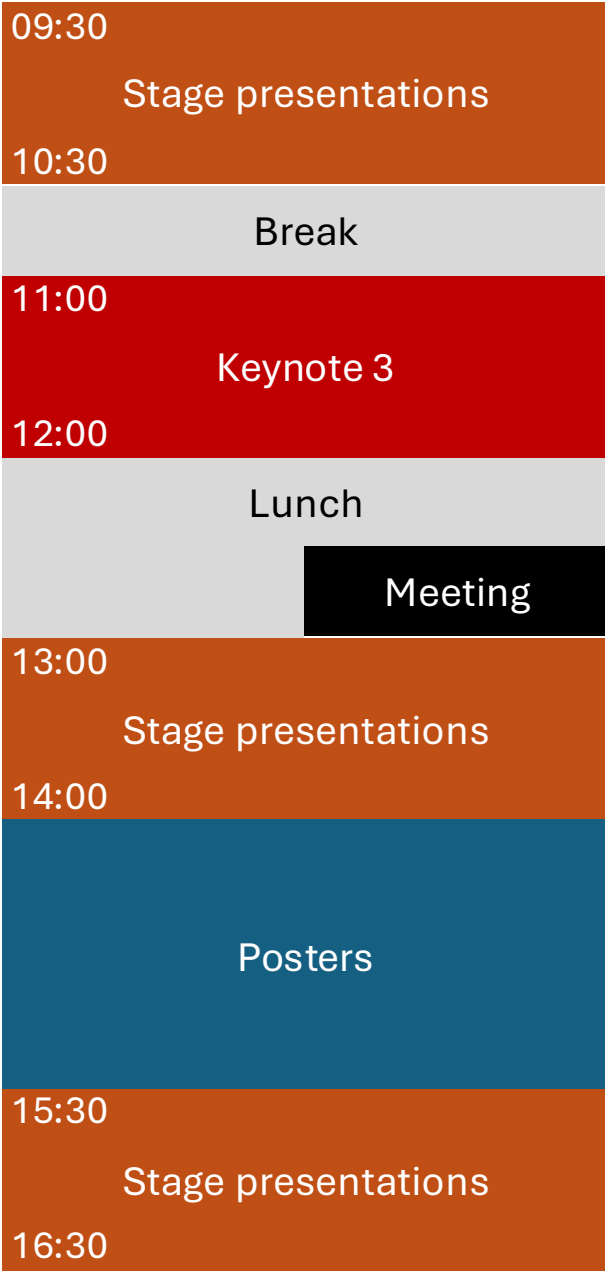 09:30
Stage presentations
10:30
Break
11:00
Keynote 3
12:00
Lunch
Meeting
13:00
Stage presentations
14:00
Posters
15:30
Stage presentations
16:30